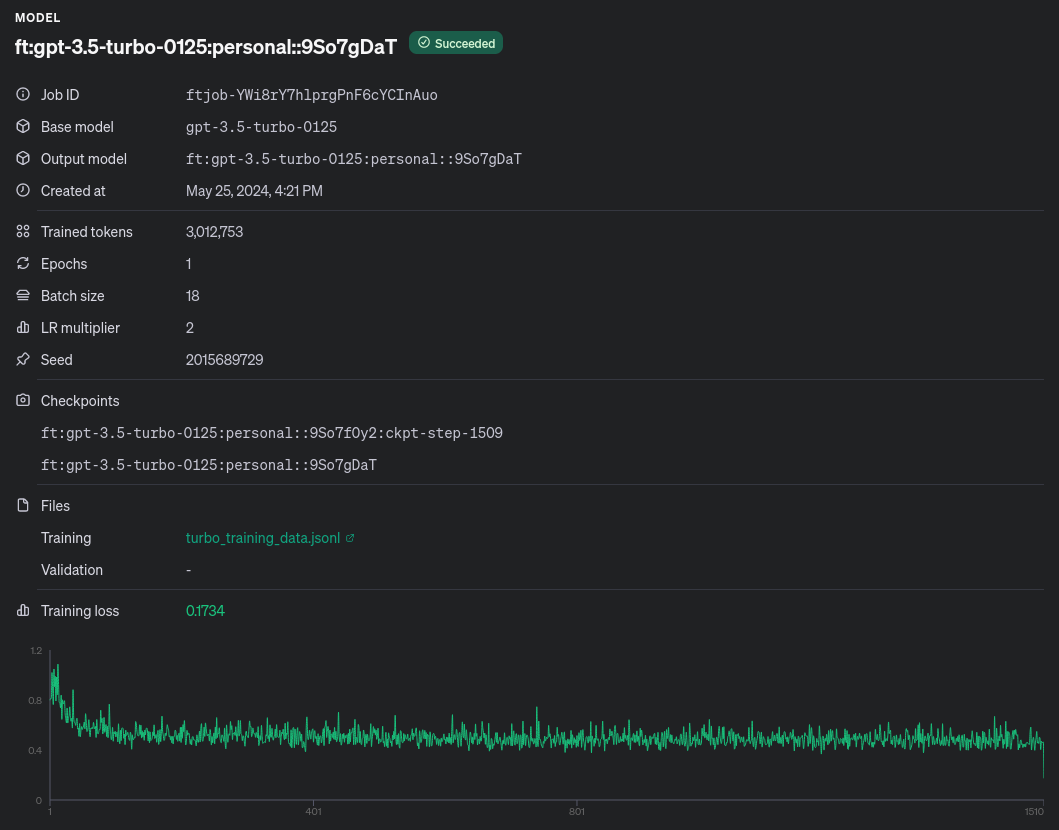 MODEL
ft:gpt-3.5-turbo-0125:personal::9So7gDaT Succeeded
Job ID ftjob-YWi8rY7hlprgPnF6cYCInAuo
Base model gpt-3.5-turbo-0125
Output model ft:gpt-3.5-turbo-0125:personal::9So7gDaT
Created at May 25, 2024, 4:21 PM
Trained tokens 3,012,753
Epochs 1
Batch size 18
LR multiplier 2
Seed 2015689729
Checkpoints
ft:gpt-3.5-turbo-0125:personal::9So7fOy2:ckpt-step-1509
ft:gpt-3.5-turbo-0125:personal::9So7gDaT
Files
Training turbo_training_data.jsonl
Validation -
Training loss 0.1734
1.2
0.8
0.4
0
1 401 801 1510